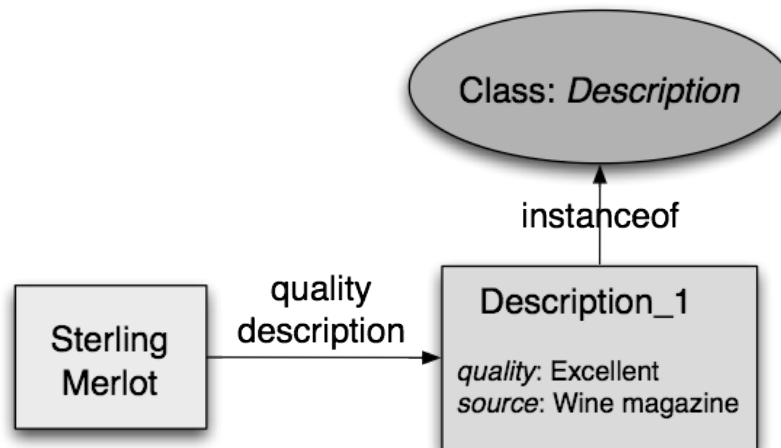 Class: Description
instanceof
quality
description
Sterling
Merlot
Description_1
quality: Excellent
source: Wine magazine